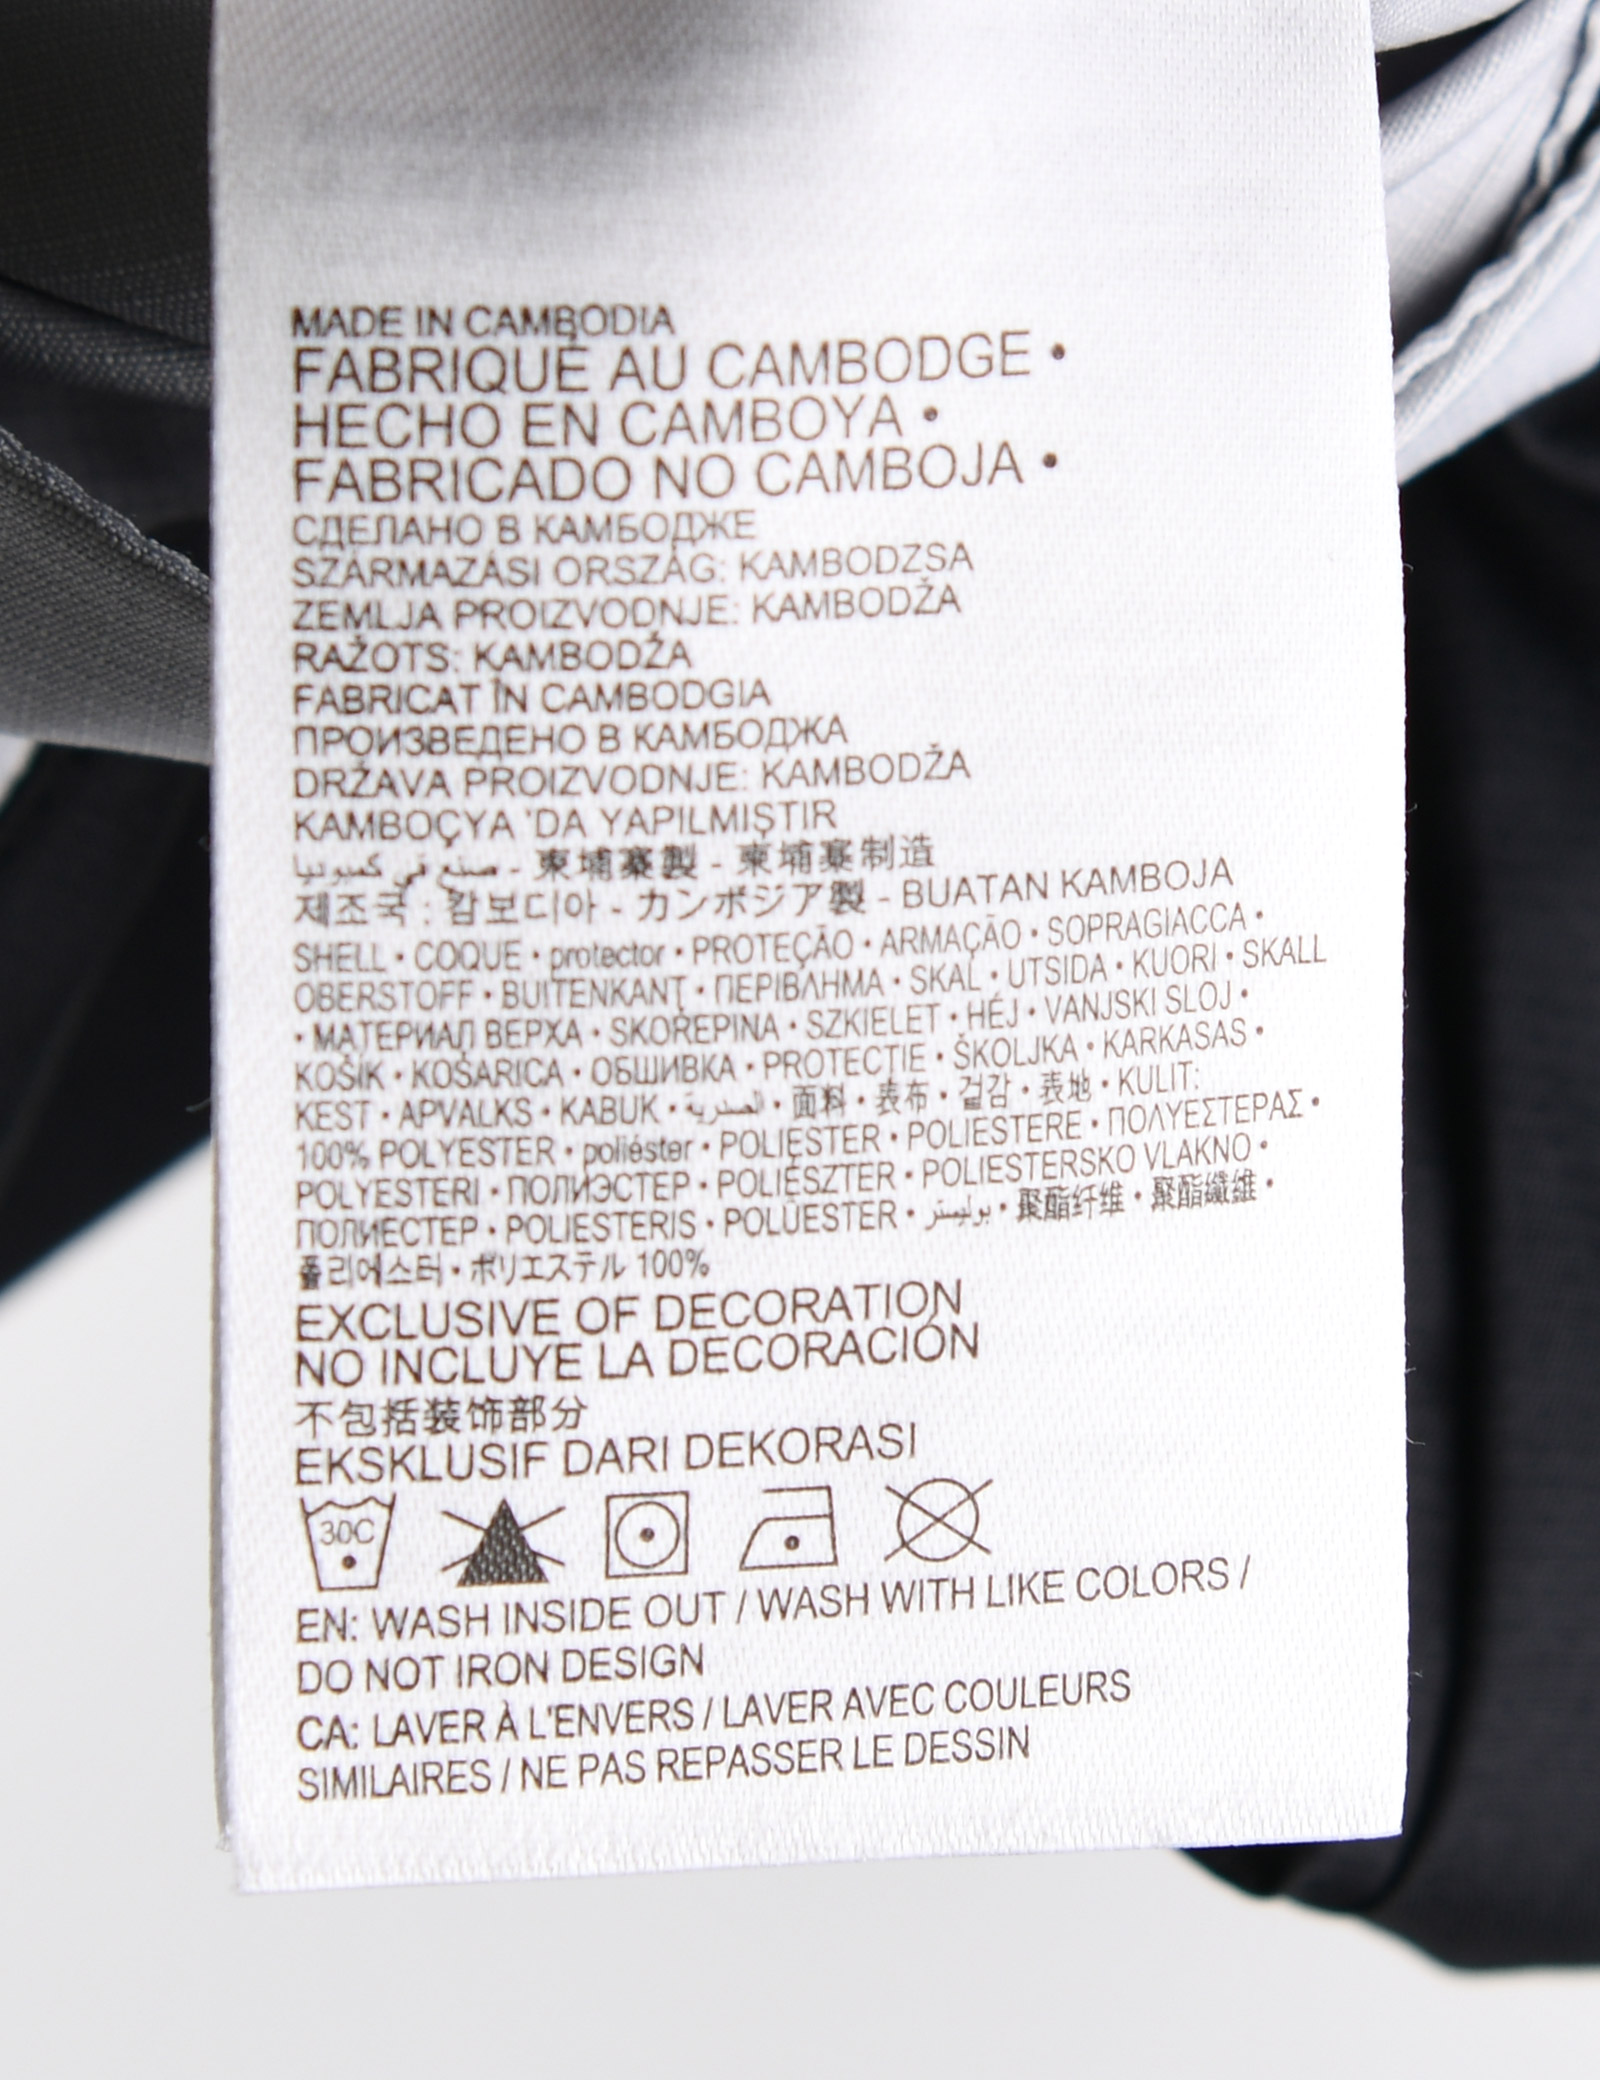 MADE IN CAMBODIA
FABRIQUÉ AU CAMBODGE •
HECHO EN CAMBOYA •
FABRICADO NO CAMBOJA •
СДЕЛАНО В КАМБОДЖЕ
SZÁRMAZÁSI ORSZÁG: KAMBODZSA
ZEMLJA PROIZVODNJE: KAMBODŽA
RAŽOTS: KAMBODŽA
FABRICAT ÎN CAMBODGIA
ПРОИЗВЕДЕНО В КАМБОДЖА
DRŽAVA PROIZVODNJE: KAMBODŽA
KAMBOÇYA 'DA YAPILMIŞTIR
صنع في كمبوديا - 柬埔寨製 - 柬埔寨制造
제조국 : 캄보디아 - カンボジア製 - BUATAN KAMBOJA
SHELL • COQUE • protector • PROTEÇÃO • ARMAÇÃO • SOPRAGIACCA •
OBERSTOFF • BUITENKANT • ΠΕΡΙΒΛΗΜΑ • SKAL • UTSIDA • KUORI • SKALL
• МАТЕРИАЛ ВЕРХА • SKOŘEPINA • SZKIELET • HÉJ • VANJSKI SLOJ •
KOŠIK • KOŠARICA • ОБШИВКА • PROTECȚIE • ŠKOLJKA • KARKASAS •
KEST • APVALKS • KABUK • الصدرية • 面料 • 表布 • 겉감 • 表地 • KULIT:
100% POLYESTER • poliéster • POLIÉSTER • POLIESTERE • ΠΟΛΥΕΣΤΕΡΑΣ •
POLYESTERI • ПОЛИЭСТЕР • POLIÉSZTER • POLIESTERSKO VLAKNO •
ПОЛИЕСТЕР • POLIESTERIS • POLÜESTER • بوليستر • 聚酯纤维 • 聚酯纖維 •
폴리에스터 • ポリエステル 100%
EXCLUSIVE OF DECORATION
NO INCLUYE LA DECORACIÓN
不包括装饰部分
EKSKLUSIF DARI DEKORASI
30C
EN: WASH INSIDE OUT / WASH WITH LIKE COLORS /
DO NOT IRON DESIGN
CA: LAVER À L'ENVERS / LAVER AVEC COULEURS
SIMILAIRES / NE PAS REPASSER LE DESSIN